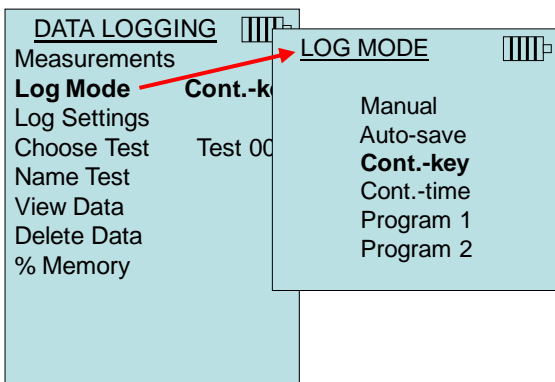 DATA LOGGING
Measurements
Log Mode
Log Settings
Choose Test Test
Name Test
View Data
Delete Data
% Memory
LOG MODE
Manual
Auto-save
Cont.-key
Cont.-time
Program 1
Program 2